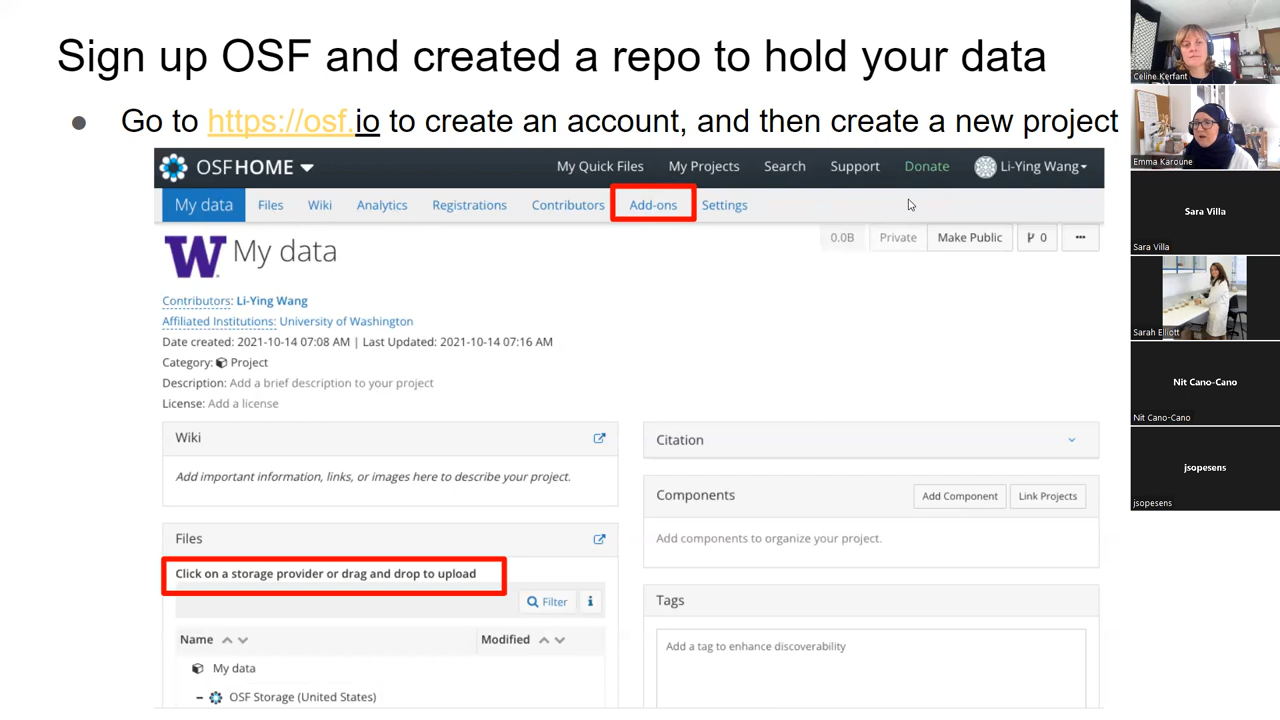 Sign up OSF and created a repo to hold your data
● Go to https://osf.io to create an account, and then create a new project
OSFHOME My Quick Files My Projects Search Support Donate Li-Ying Wang
My data Files Wiki Analytics Registrations Contributors Add-ons Settings
0.0B Private Make Public 0 ...
W My data
Contributors: Li-Ying Wang
Affiliated Institutions: University of Washington
Date created: 2021-10-14 07:08 AM | Last Updated: 2021-10-14 07:16 AM
Category: Project
Description: Add a brief description to your project
License: Add a license
Wiki
Add important information, links, or images here to describe your project.
Files
Click on a storage provider or drag and drop to upload
Filter i
Name Modified
My data
OSF Storage (United States)
Citation
Components Add Component Link Projects
Add components to organize your project.
Tags
Add a tag to enhance discoverability
Celine Kerfant
Emma Karoune
Sara Villa
Sara Villa
Sarah Elliott
Nit Cano-Cano
Nit Cano-Cano
jsopesens
jsopesens